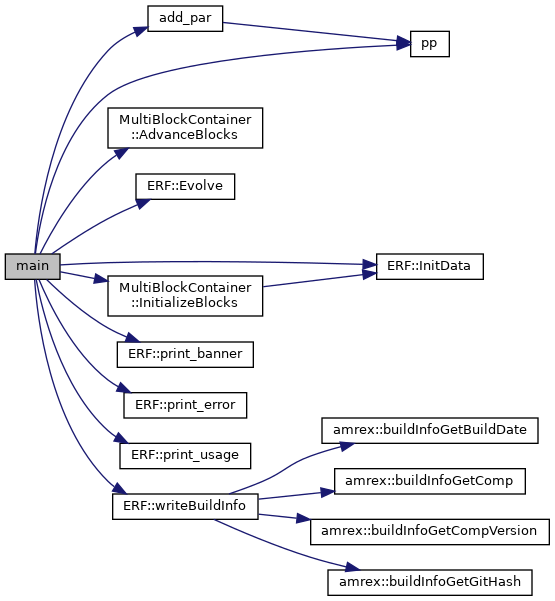 add_par
pp
MultiBlockContainer
::AdvanceBlocks
ERF::Evolve
main
ERF::InitData
MultiBlockContainer
::InitializeBlocks
ERF::print_banner
ERF::print_error
amrex::buildInfoGetBuildDate
ERF::print_usage
amrex::buildInfoGetComp
ERF::writeBuildInfo
amrex::buildInfoGetCompVersion
amrex::buildInfoGetGitHash